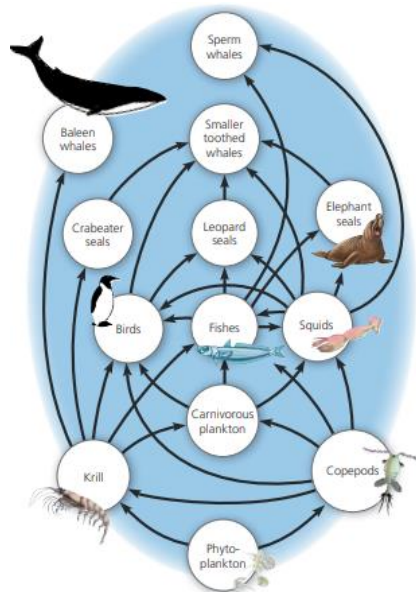 Sperm
whales
Baleen
whales
Smaller
toothed
whales
Crabeater
seals
Leopard
seals
Elephant
seals
Birds
Fishes
Squids
Carnivorous
plankton
Krill
Copepods
Phyto-
plankton